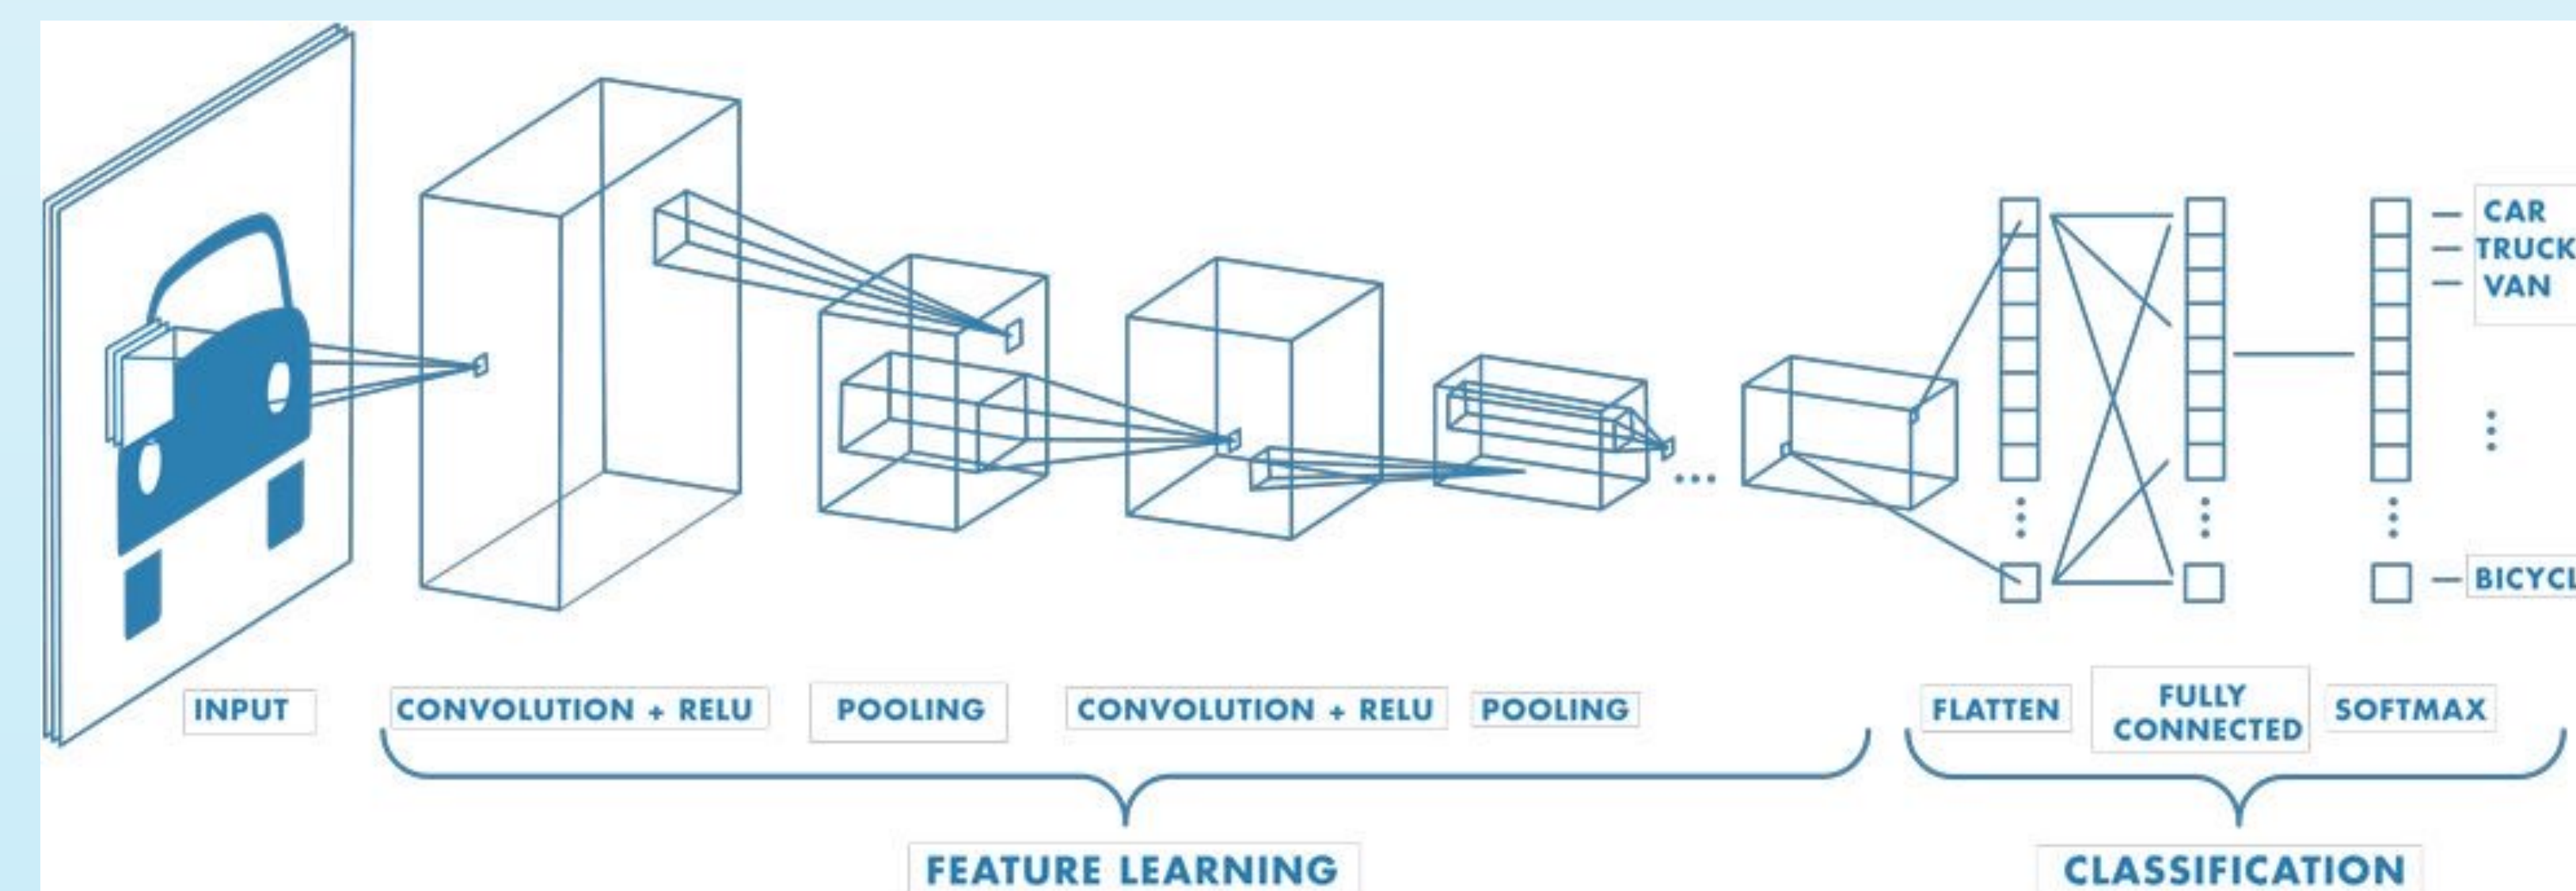 CAR
TRUCK
VAN
BICYCL
INPUT
CONVOLUTION + RELU
POOLING
CONVOLUTION + RELU
POOLING
FLATTEN
FULLY
CONNECTED
SOFTMAX
FEATURE LEARNING
CLASSIFICATION